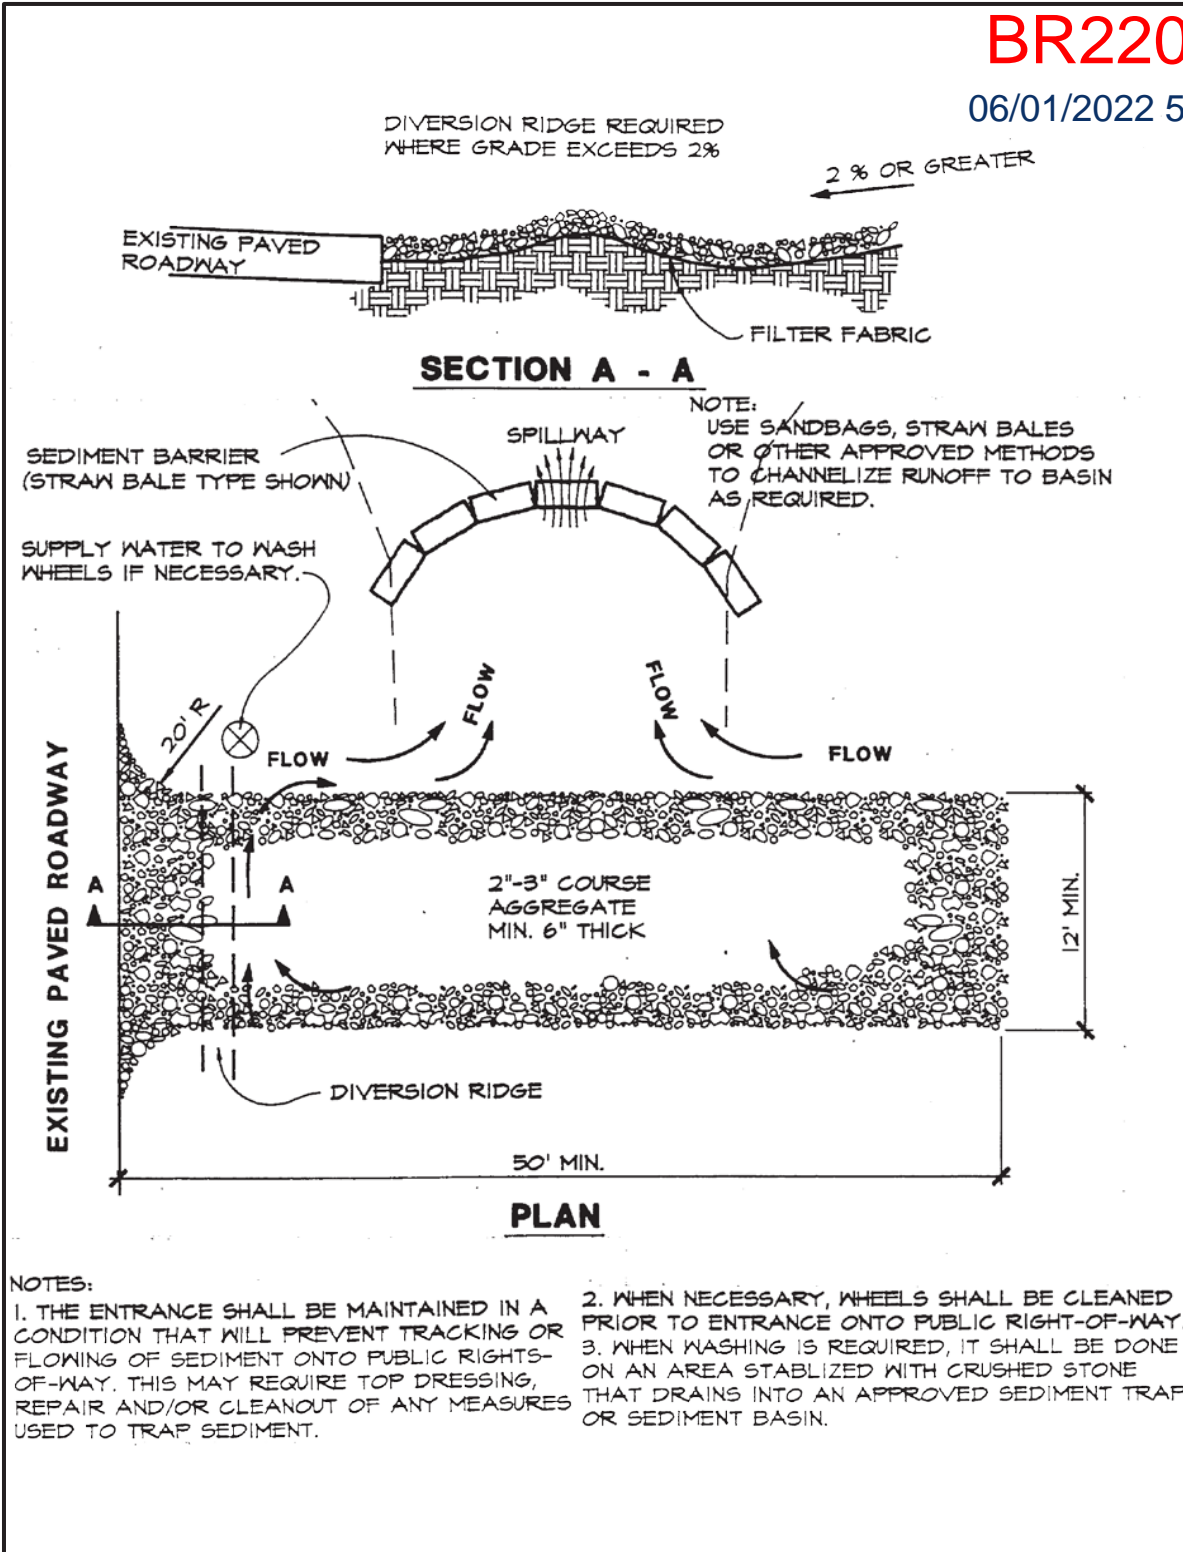 BR220
06/01/2022 5
DIVERSION RIDGE REQUIRED
WHERE GRADE EXCEEDS 2%
2 % OR GREATER
EXISTING PAVED
ROADWAY
FILTER FABRIC
SECTION A - A
NOTE:
USE SANDBAGS, STRAW BALES
OR OTHER APPROVED METHODS
TO CHANNELIZE RUNOFF TO BASIN
AS REQUIRED.
SPILLWAY
SEDIMENT BARRIER
(STRAW BALE TYPE SHOWN)
SUPPLY WATER TO WASH
WHEELS IF NECESSARY.
FLOW
FLOW
20' R
FLOW
FLOW
EXISTING PAVED ROADWAY
A
A
2"-3" COURSE
AGGREGATE
MIN. 6" THICK
12' MIN.
DIVERSION RIDGE
50' MIN.
PLAN
NOTES:
1. THE ENTRANCE SHALL BE MAINTAINED IN A
CONDITION THAT WILL PREVENT TRACKING OR
FLOWING OF SEDIMENT ONTO PUBLIC RIGHTS-
OF-WAY. THIS MAY REQUIRE TOP DRESSING,
REPAIR AND/OR CLEANOUT OF ANY MEASURES
USED TO TRAP SEDIMENT.
2. WHEN NECESSARY, WHEELS SHALL BE CLEANED
PRIOR TO ENTRANCE ONTO PUBLIC RIGHT-OF-WAY.
3. WHEN WASHING IS REQUIRED, IT SHALL BE DONE
ON AN AREA STABLIZED WITH CRUSHED STONE
THAT DRAINS INTO AN APPROVED SEDIMENT TRAP
OR SEDIMENT BASIN.